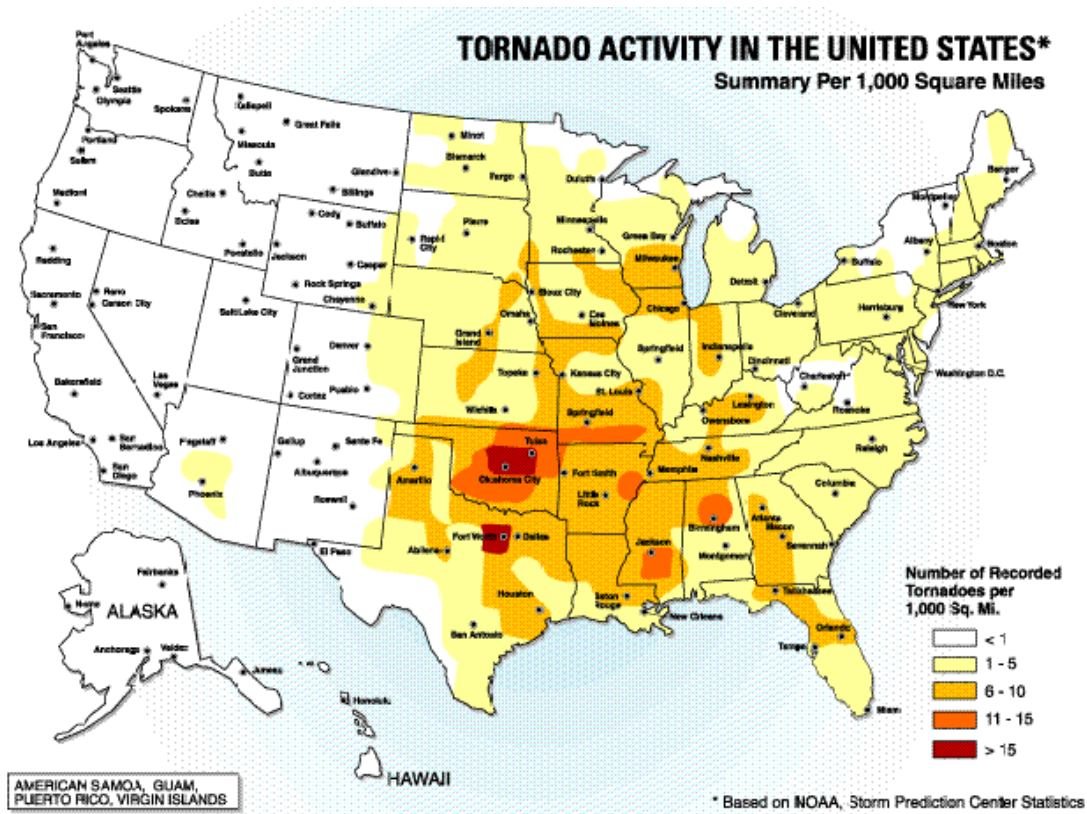 TORNADO ACTIVITY IN THE UNITED STATES*
Summary Per 1,000 Square Miles
Port
Angeles
Seattle
Olympia
Spokane
Portland
Salem
Medford
Kalispell
Great Falls
Missoula
Butte
Glendive
Billings
Challis
Boise
Pocatello
Cody
Buffalo
Jackson
Casper
Rock Springs
Cheyenne
Minot
Bismarck
Fargo
Pierre
Rapid
City
Duluth
Minneapolis
Rochester
Green Bay
Milwaukee
Detroit
Bangor
Montpelier
Albany
Boston
Buffalo
New York
Harrisburg
Cleveland
Washington D.C.
Redding
Sacramento
San
Francisco
Reno
Carson City
Salt Lake City
Bakersfield
Las
Vegas
Los Angeles
San
Bernadino
San
Diego
Flagstaff
Phoenix
Grand
Junction
Cortez
Denver
Pueblo
Gallup
Santa Fe
Albuquerque
Roswell
El Paso
Sioux City
Omaha
Grand
Island
Des
Moines
Chicago
Springfield
Indianapolis
Cincinnati
Charleston
Roanoke
Topeka
Kansas City
St. Louis
Wichita
Springfield
Lexington
Owensboro
Nashville
Raleigh
Tulsa
Oklahoma City
Fort Smith
Memphis
Little
Rock
Amarillo
Columbia
Atlanta
Macon
Savannah
Birmingham
Montgomery
Jackson
Fort Worth
Dallas
Abilene
Houston
San Antonio
Baton
Rouge
New Orleans
Tallahassee
Orlando
Tampa
Miami
Fairbanks
Nome
ALASKA
Anchorage
Valdez
Juneau
Honolulu
HAWAII
Number of Recorded
Tornadoes per
1,000 Sq. Mi.
< 1
1 - 5
6 - 10
11 - 15
> 15
AMERICAN SAMOA, GUAM,
PUERTO RICO, VIRGIN ISLANDS
* Based on NOAA, Storm Prediction Center Statistics